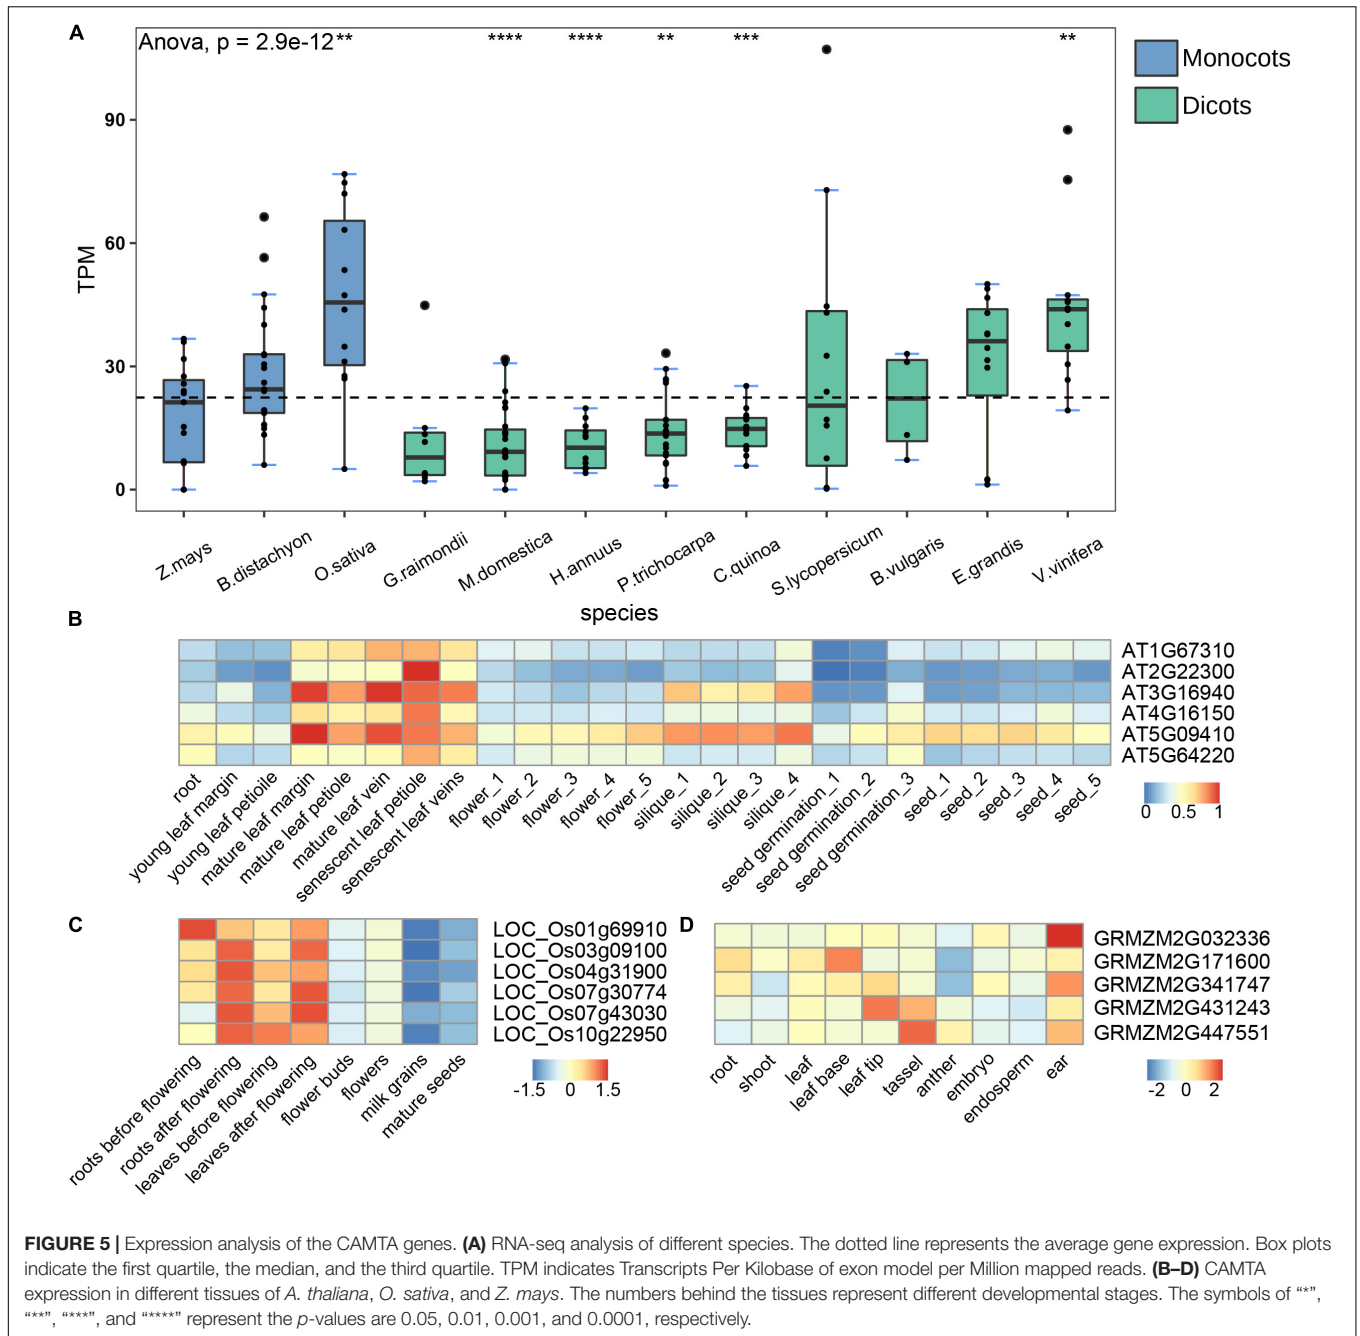 A
Anova, p = 2.9e-12 ** **** **** ** *** **
Monocots
Dicots
90
60
30
0
TPM
Z.mays B.distachyon O.sativa G.raimondii M.domestica H.annuus P.trichocarpa C.quinoa S.lycopersicum B.vulgaris E.grandis V.vinifera
species
B
AT1G67310
AT2G22300
AT3G16940
AT4G16150
AT5G09410
AT5G64220
root young leaf margin young leaf petiolle mature leaf margin mature leaf petiole mature leaf vein senescent leaf petiole senescent leaf veins flower_1 flower_2 flower_3 flower_4 flower_5 silique_1 silique_2 silique_3 silique_4 seed germination_1 seed germination_2 seed germination_3 seed_1 seed_2 seed_3 seed_4 seed_5
0 0.5 1
C
LOC_Os01g69910
LOC_Os03g09100
LOC_Os04g31900
LOC_Os07g30774
LOC_Os07g43030
LOC_Os10g22950
roots before flowering roots after flowering leaves before flowering leaves after flowering flower buds flowers milk grains mature seeds
-1.5 0 1.5
D
GRMZM2G032336
GRMZM2G171600
GRMZM2G341747
GRMZM2G431243
GRMZM2G447551
root shoot leaf leaf base leaf tip tassel anther embryo endosperm ear
-2 0 2
FIGURE 5 | Expression analysis of the CAMTA genes. (A) RNA-seq analysis of different species. The dotted line represents the average gene expression. Box plots
indicate the first quartile, the median, and the third quartile. TPM indicates Transcripts Per Kilobase of exon model per Million mapped reads. (B–D) CAMTA
expression in different tissues of A. thaliana, O. sativa, and Z. mays. The numbers behind the tissues represent different developmental stages. The symbols of “*”,
“**”, “***”, and “****” represent the p-values are 0.05, 0.01, 0.001, and 0.0001, respectively.